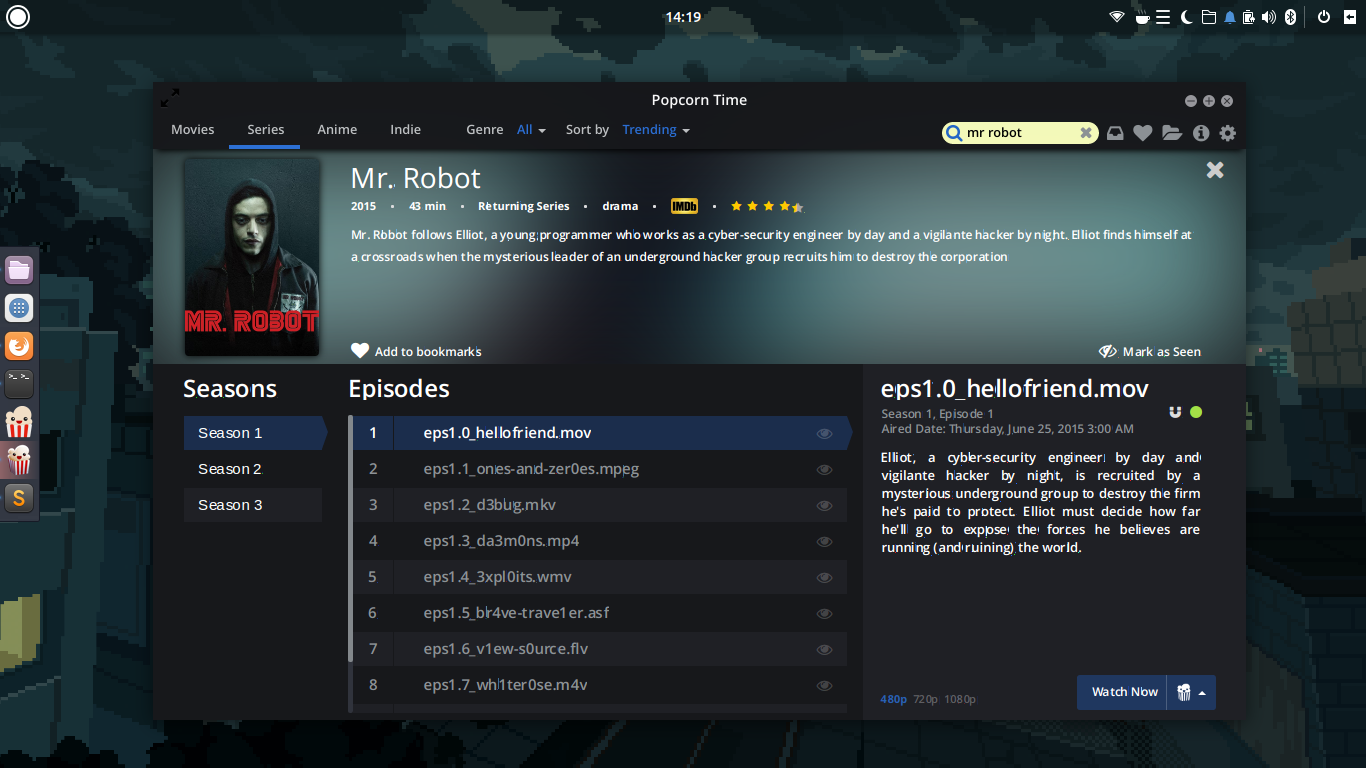 14:19
Popcorn Time
Movies Series Anime Indie Genre All Sort by Trending mr robot
Mr. Robot
2015 • 43 min • Returning Series • drama • IMDb •
Mr. Robot follows Elliot, a young programmer who works as a cyber-security engineer by day and a vigilante hacker by night. Elliot finds himself at
a crossroads when the mysterious leader of an underground hacker group recruits him to destroy the corporation
MR. ROBOT
Add to bookmarks
Mark as Seen
Seasons
Season 1
Season 2
Season 3
Episodes
1 eps1.0_hellofriend.mov
2 eps1.1_ones-and-zer0es.mpeg
3 eps1.2_d3bug.mkv
4 eps1.3_da3m0ns.mp4
5 eps1.4_3xpl0its.wmv
6 eps1.5_br4ve-trave1er.asf
7 eps1.6_v1ew-s0urce.flv
8 eps1.7_wh1ter0se.m4v
eps1.0_hellofriend.mov
Season 1, Episode 1
Aired Date: Thursday, June 25, 2015 3:00 AM
Elliot, a cyber-security engineer by day and
vigilante hacker by night, is recruited by a
mysterious underground group to destroy the firm
he's paid to protect. Elliot must decide how far
he'll go to expose the forces he believes are
running (and ruining) the world.
480p 720p 1080p
Watch Now